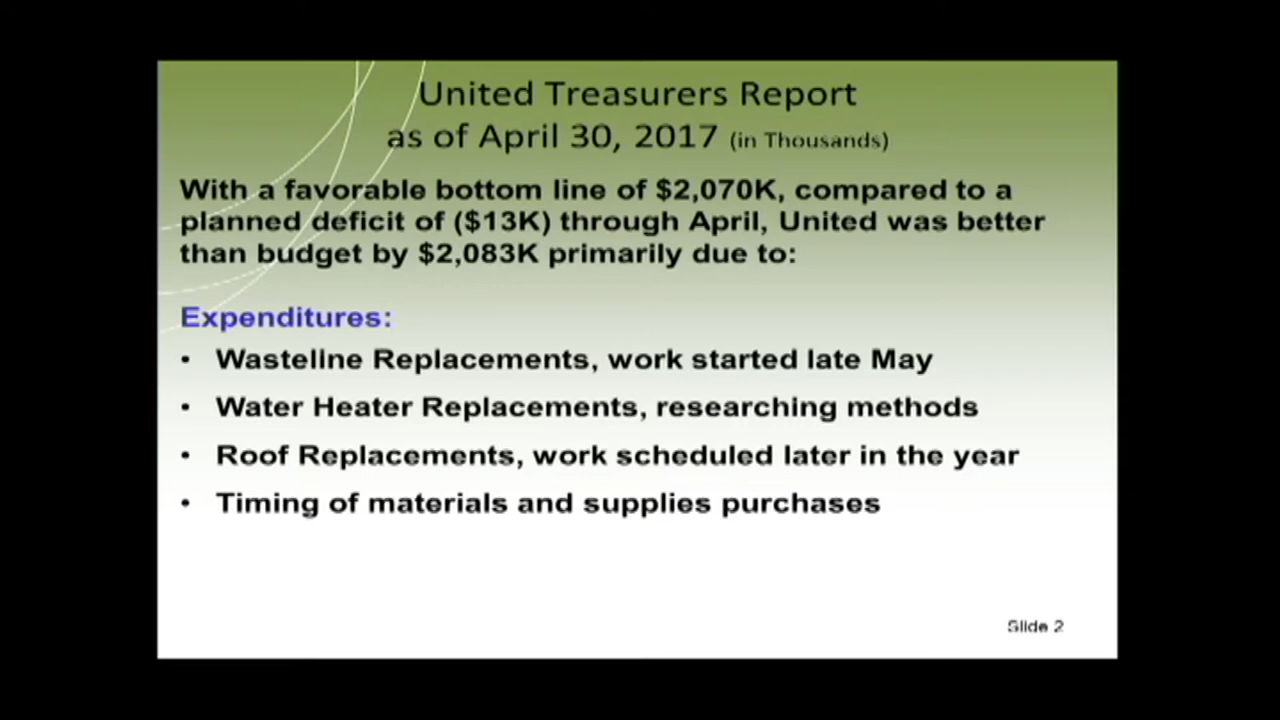 United Treasurers Report
as of April 30, 2017 (in Thousands)
With a favorable bottom line of $2,070K, compared to a
planned deficit of ($13K) through April, United was better
than budget by $2,083K primarily due to:
Expenditures:
• Wasteline Replacements, work started late May
• Water Heater Replacements, researching methods
• Roof Replacements, work scheduled later in the year
• Timing of materials and supplies purchases
Slide 2